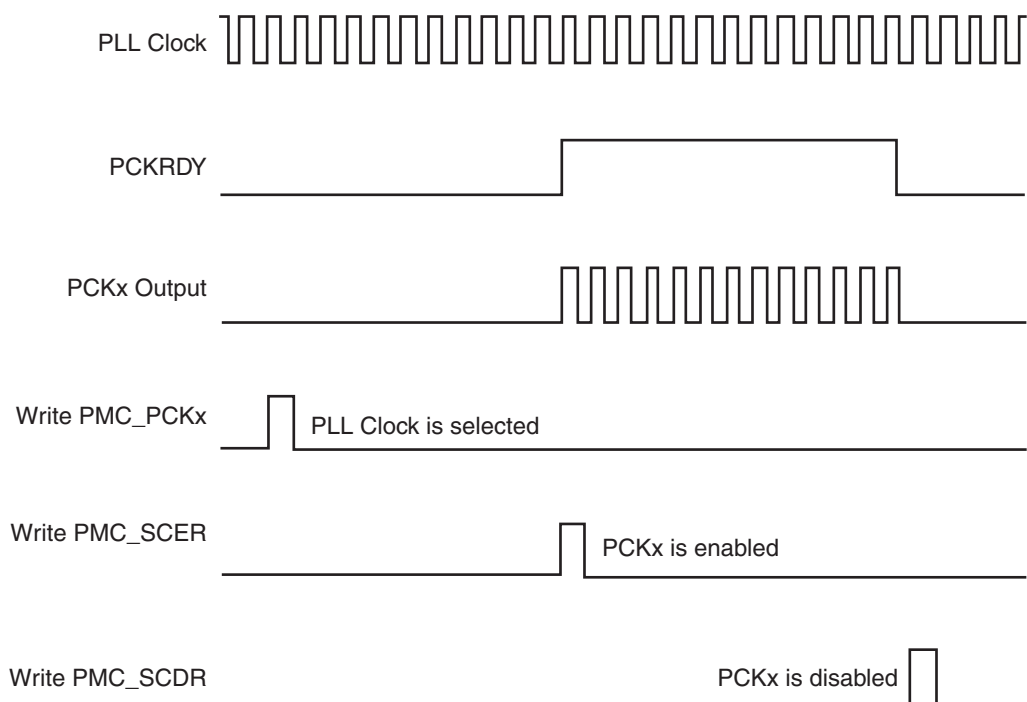 PLL Clock
PCKRDY
PCKx Output
Write PMC_PCKx
PLL Clock is selected
Write PMC_SCER
PCKx is enabled
Write PMC_SCDR
PCKx is disabled